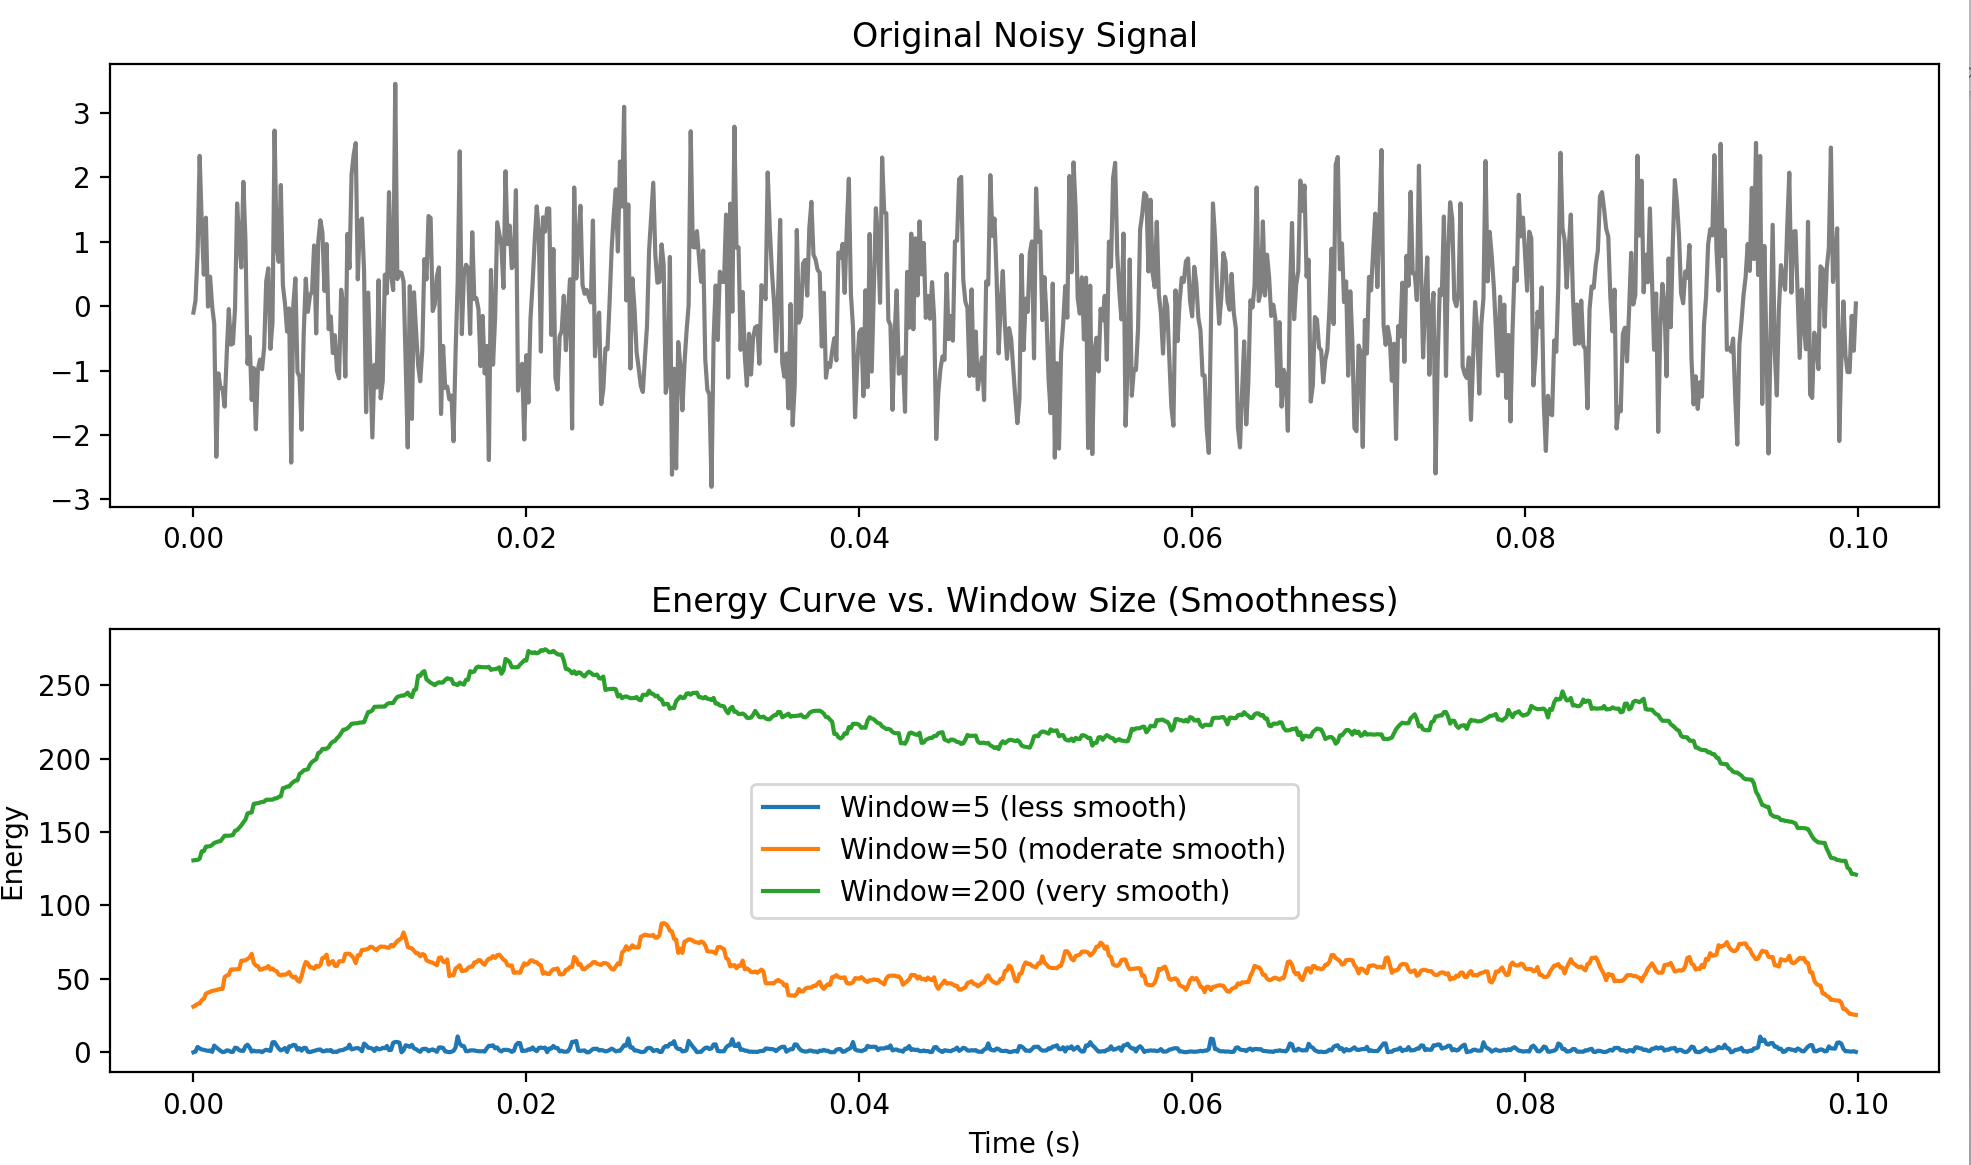 Original Noisy Signal
3
2
1
0
−1
−2
−3
0.00 0.02 0.04 0.06 0.08 0.10
Energy Curve vs. Window Size (Smoothness)
Energy
250
200
150
100
50
0
Window=5 (less smooth)
Window=50 (moderate smooth)
Window=200 (very smooth)
0.00 0.02 0.04 0.06 0.08 0.10
Time (s)